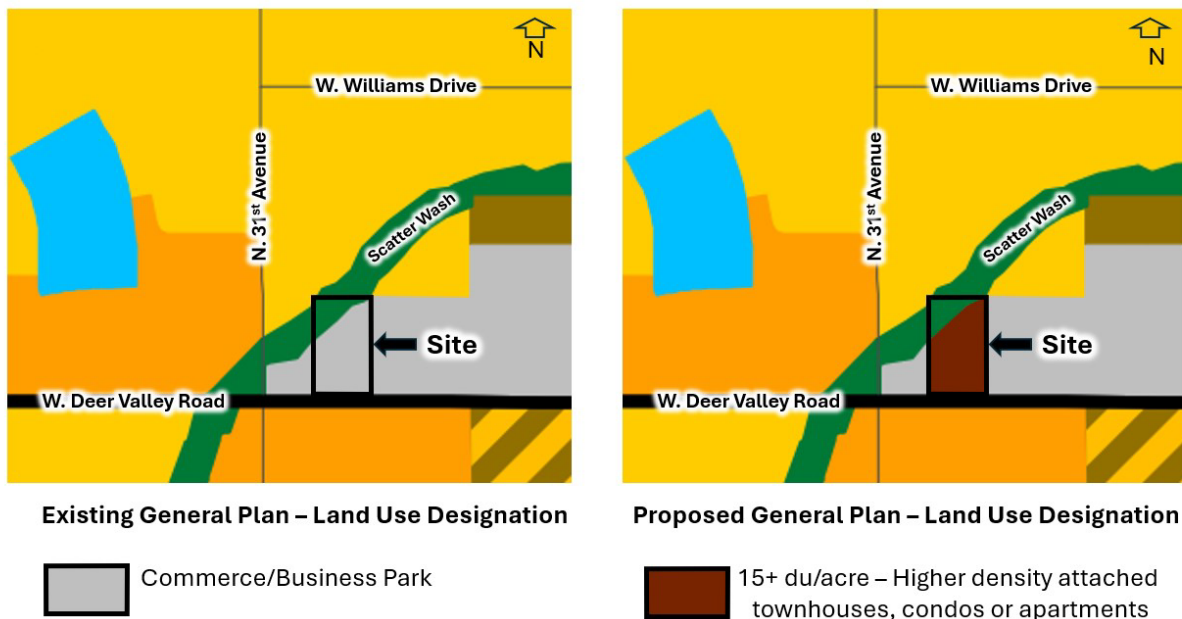 N
W. Williams Drive
N. 31st Avenue
Scatter Wash
Site
W. Deer Valley Road
Existing General Plan – Land Use Designation
Commerce/Business Park
N
W. Williams Drive
N. 31st Avenue
Scatter Wash
Site
W. Deer Valley Road
Proposed General Plan – Land Use Designation
15+ du/acre – Higher density attached
townhouses, condos or apartments